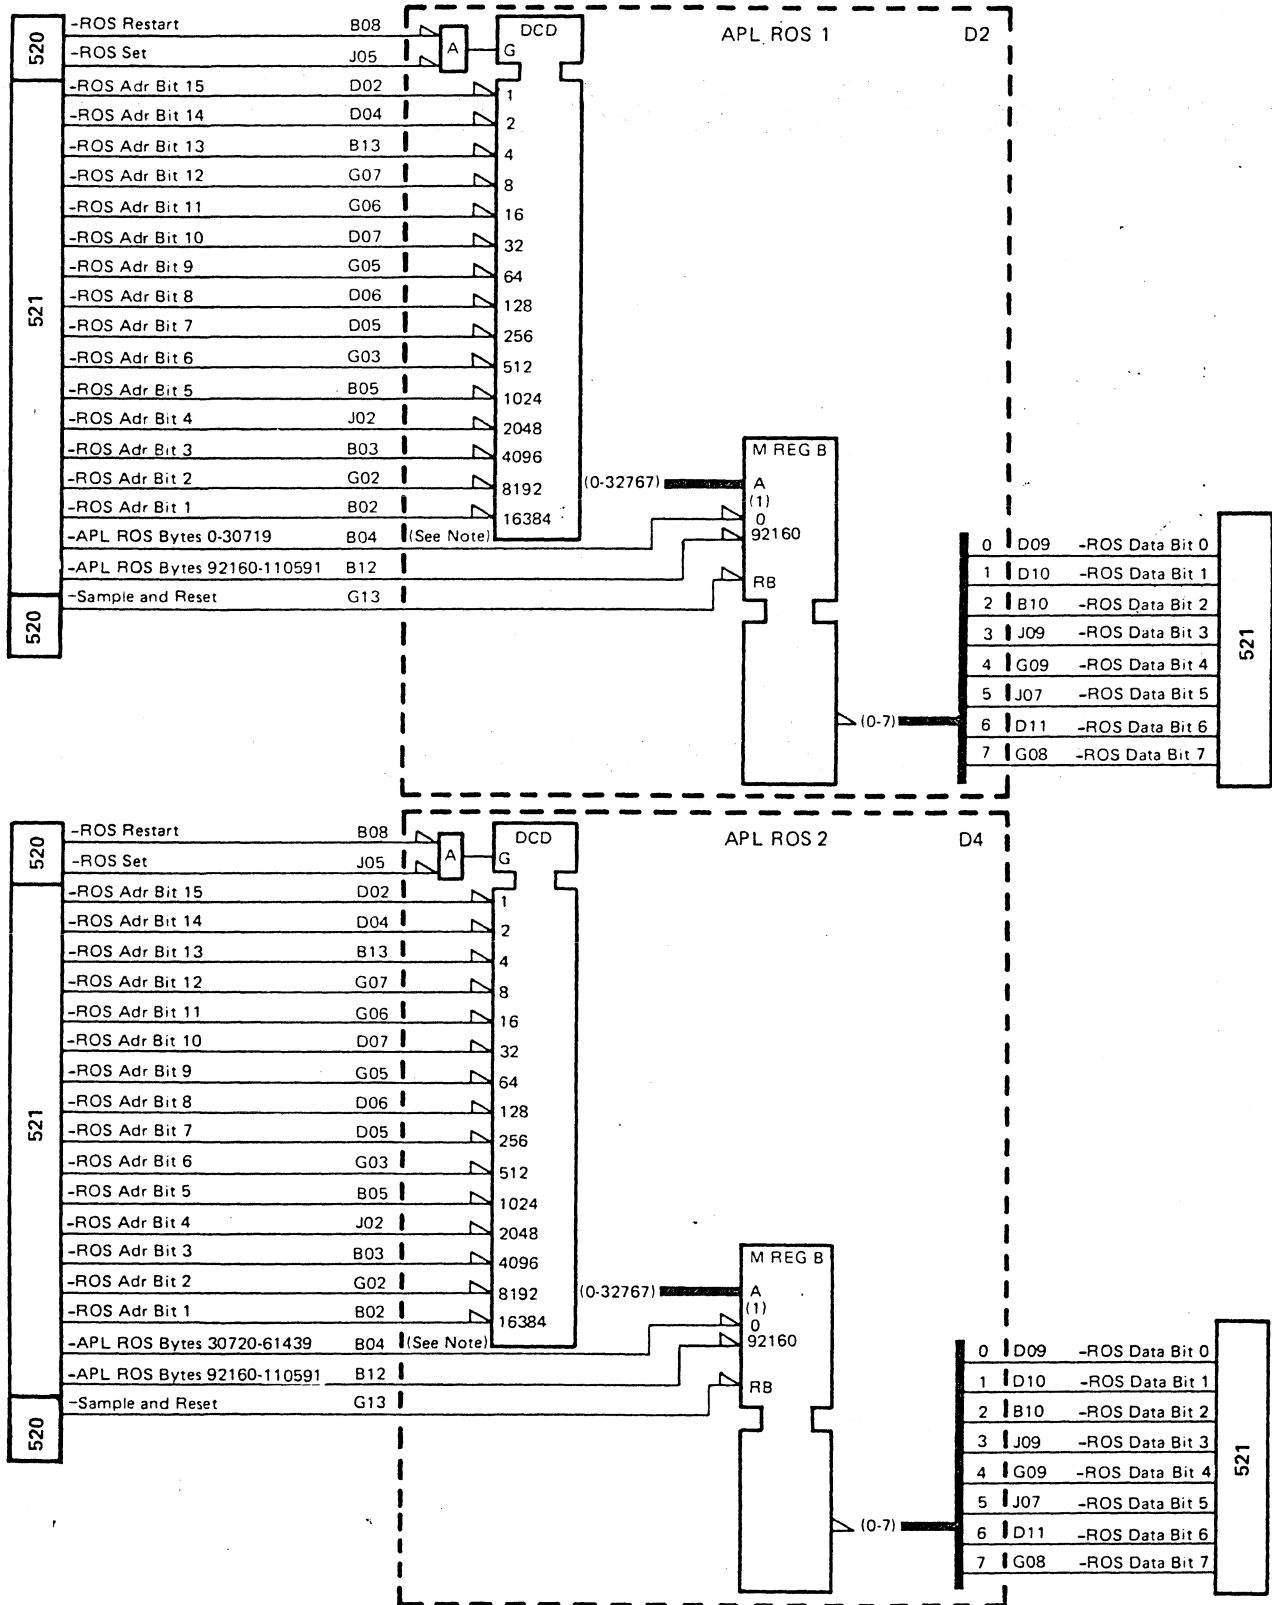 520
-ROS Restart B08
-ROS Set J05
A
G
DCD
APL ROS 1 D2
521
-ROS Adr Bit 15 D02 1
-ROS Adr Bit 14 D04 2
-ROS Adr Bit 13 B13 4
-ROS Adr Bit 12 G07 8
-ROS Adr Bit 11 G06 16
-ROS Adr Bit 10 D07 32
-ROS Adr Bit 9 G05 64
-ROS Adr Bit 8 D06 128
-ROS Adr Bit 7 D05 256
-ROS Adr Bit 6 G03 512
-ROS Adr Bit 5 B05 1024
-ROS Adr Bit 4 J02 2048
-ROS Adr Bit 3 B03 4096
-ROS Adr Bit 2 G02 8192
-ROS Adr Bit 1 B02 16384
-APL ROS Bytes 0-30719 B04 (See Note)
-APL ROS Bytes 92160-110591 B12
520
-Sample and Reset G13
M REG B
(0-32767) A
(1)
0
92160
RB
(0-7)
0 D09 -ROS Data Bit 0
1 D10 -ROS Data Bit 1
2 B10 -ROS Data Bit 2
3 J09 -ROS Data Bit 3
4 G09 -ROS Data Bit 4
5 J07 -ROS Data Bit 5
6 D11 -ROS Data Bit 6
7 G08 -ROS Data Bit 7
521
520
-ROS Restart B08
-ROS Set J05
A
G
DCD
APL ROS 2 D4
521
-ROS Adr Bit 15 D02 1
-ROS Adr Bit 14 D04 2
-ROS Adr Bit 13 B13 4
-ROS Adr Bit 12 G07 8
-ROS Adr Bit 11 G06 16
-ROS Adr Bit 10 D07 32
-ROS Adr Bit 9 G05 64
-ROS Adr Bit 8 D06 128
-ROS Adr Bit 7 D05 256
-ROS Adr Bit 6 G03 512
-ROS Adr Bit 5 B05 1024
-ROS Adr Bit 4 J02 2048
-ROS Adr Bit 3 B03 4096
-ROS Adr Bit 2 G02 8192
-ROS Adr Bit 1 B02 16384
-APL ROS Bytes 30720-61439 B04 (See Note)
-APL ROS Bytes 92160-110591 B12
520
-Sample and Reset G13
M REG B
(0-32767) A
(1)
0
92160
RB
(0-7)
0 D09 -ROS Data Bit 0
1 D10 -ROS Data Bit 1
2 B10 -ROS Data Bit 2
3 J09 -ROS Data Bit 3
4 G09 -ROS Data Bit 4
5 J07 -ROS Data Bit 5
6 D11 -ROS Data Bit 6
7 G08 -ROS Data Bit 7
521